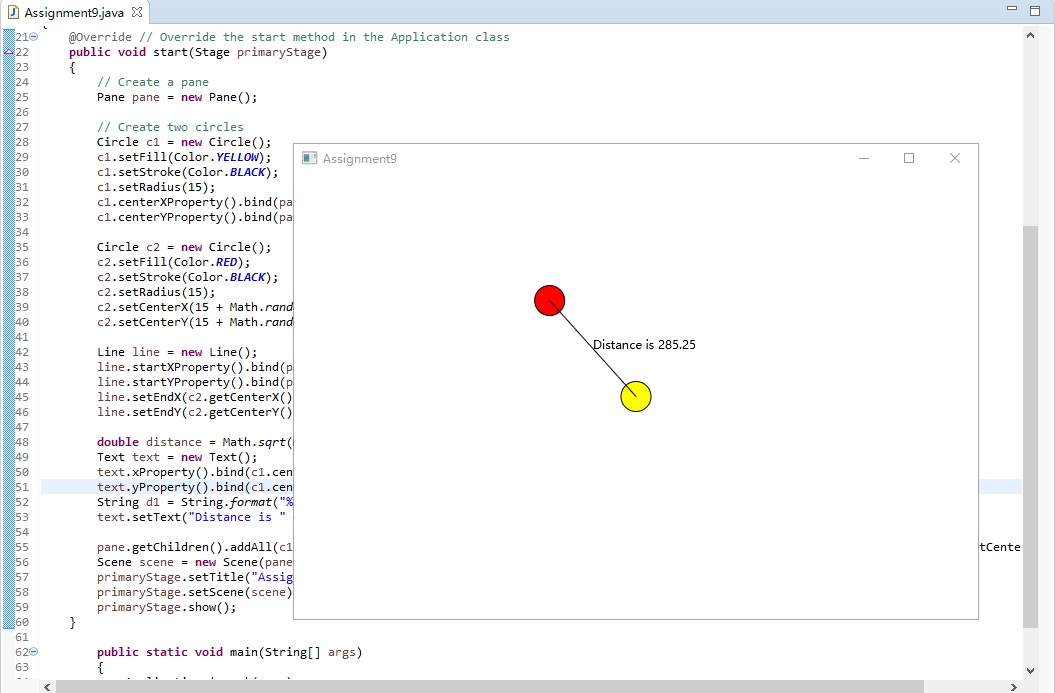 Assignment9.java
21 @Override // Override the start method in the Application class
22 public void start(Stage primaryStage)
23 {
24 // Create a pane
25 Pane pane = new Pane();
26
27 // Create two circles
28 Circle c1 = new Circle();
29 c1.setFill(Color.YELLOW);
30 c1.setStroke(Color.BLACK);
31 c1.setRadius(15);
32 c1.centerXProperty().bind(pa
33 c1.centerYProperty().bind(pa
34
35 Circle c2 = new Circle();
36 c2.setFill(Color.RED);
37 c2.setStroke(Color.BLACK);
38 c2.setRadius(15);
39 c2.setCenterX(15 + Math.rand
40 c2.setCenterY(15 + Math.rand
41
42 Line line = new Line();
43 line.startXProperty().bind(p
44 line.startYProperty().bind(p
45 line.setEndX(c2.getCenterX()
46 line.setEndY(c2.getCenterY()
47
48 double distance = Math.sqrt(
49 Text text = new Text();
50 text.xProperty().bind(c1.cen
51 text.yProperty().bind(c1.cen
52 String d1 = String.format("%
53 text.setText("Distance is "
54
55 pane.getChildren().addAll(c1 tCente
56 Scene scene = new Scene(pane
57 primaryStage.setTitle("Assig
58 primaryStage.setScene(scene)
59 primaryStage.show();
60 }
61
62 public static void main(String[] args)
63 {
Assignment9
Distance is 285.25